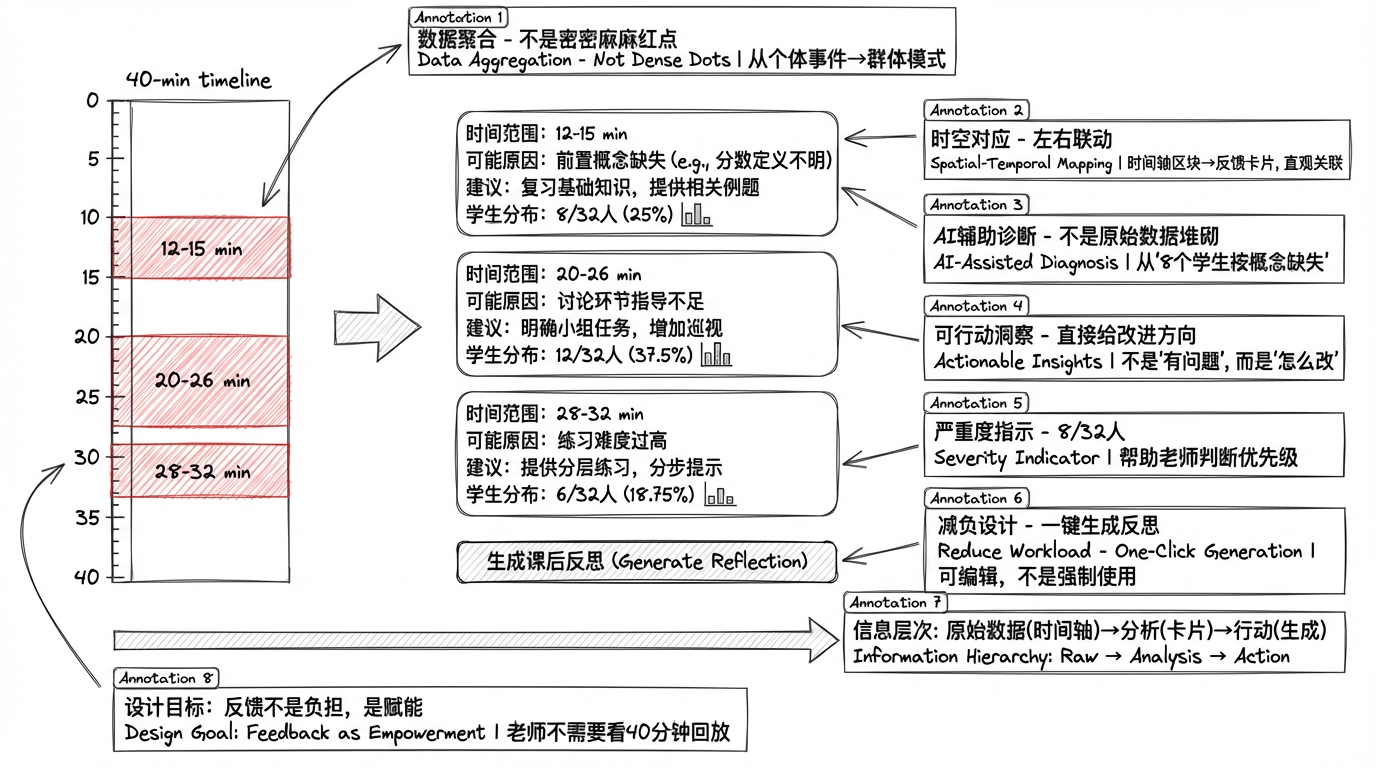 Annotation 1
数据聚合 - 不是密密麻麻红点
Data Aggregation - Not Dense Dots | 从个体事件→群体模式
40-min timeline
0
5
10
15
20
25
30
35
40
12-15 min
20-26 min
28-32 min
时间范围：12-15 min
可能原因：前置概念缺失 (e.g., 分数定义不明)
建议：复习基础知识，提供相关例题
学生分布：8/32人 (25%)
时间范围：20-26 min
可能原因：讨论环节指导不足
建议：明确小组任务，增加巡视
学生分布：12/32人 (37.5%)
时间范围：28-32 min
可能原因：练习难度过高
建议：提供分层练习，分步提示
学生分布：6/32人 (18.75%)
生成课后反思 (Generate Reflection)
Annotation 2
时空对应 - 左右联动
Spatial-Temporal Mapping | 时间轴区块→反馈卡片, 直观关联
Annotation 3
AI辅助诊断 - 不是原始数据堆砌
AI-Assisted Diagnosis | 从'8个学生按概念缺失'
Annotation 4
可行动洞察 - 直接给改进方向
Actionable Insights | 不是'有问题', 而是'怎么改'
Annotation 5
严重度指示 - 8/32人
Severity Indicator | 帮助老师判断优先级
Annotation 6
减负设计 - 一键生成反思
Reduce Workload - One-Click Generation |
可编辑，不是强制使用
Annotation 7
信息层次: 原始数据(时间轴)→分析(卡片)→行动(生成)
Information Hierarchy: Raw → Analysis → Action
Annotation 8
设计目标：反馈不是负担，是赋能
Design Goal: Feedback as Empowerment | 老师不需要看40分钟回放